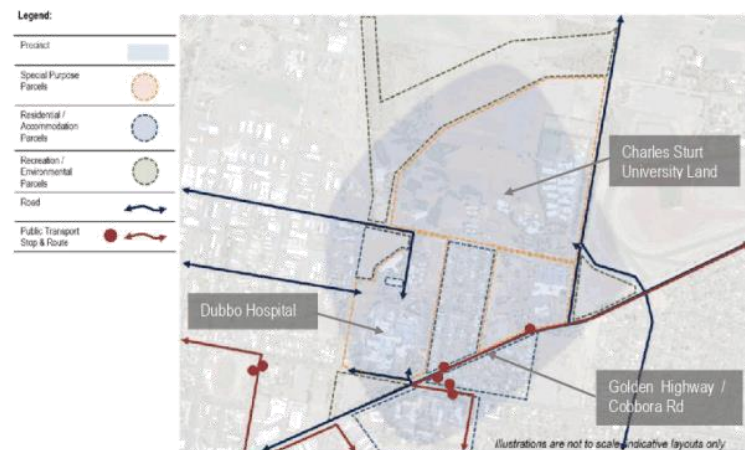 Legend:
Precinct
Special Purpose
Parcels
Residential /
Accommodation
Parcels
Recreation /
Environmental
Parcels
Road
Public Transport
Stop & Route
Charles Sturt
University Land
Dubbo Hospital
Golden Highway /
Cobbora Rd
Illustrations are not to scale, indicative layouts only